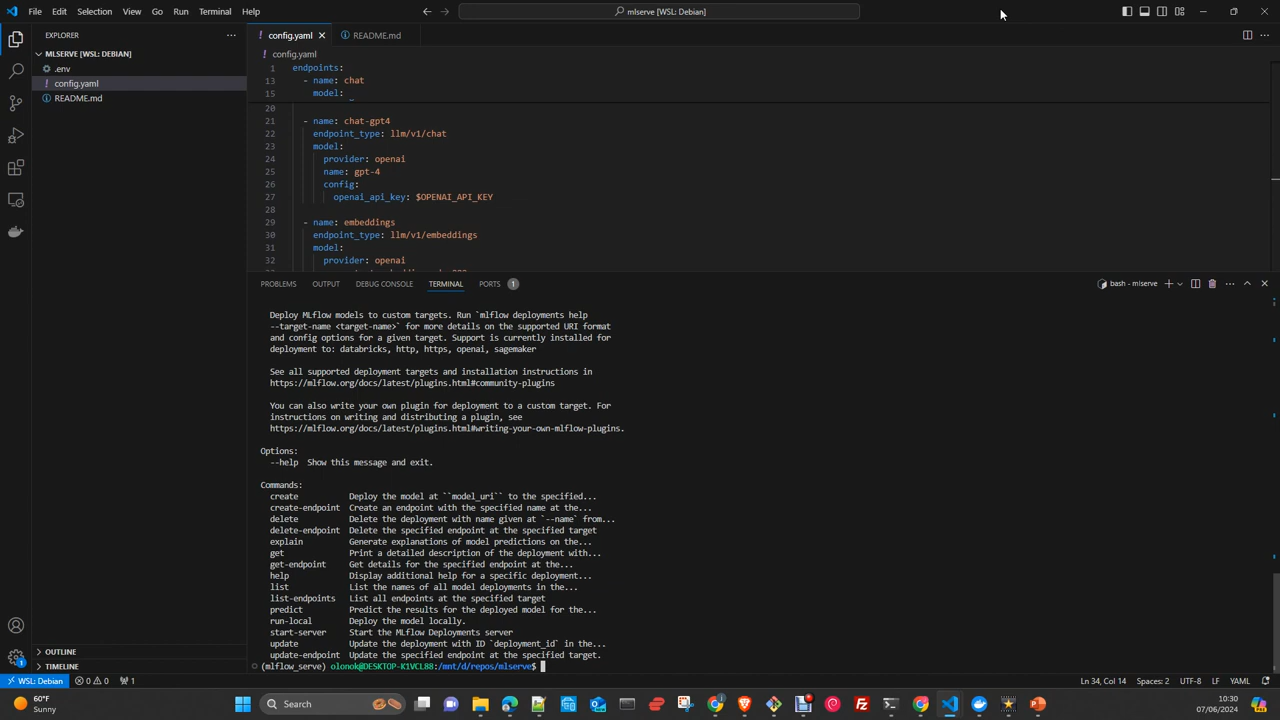 File Edit Selection View Go Run Terminal Help
mlserve [WSL: Debian]
EXPLORER
config.yaml
README.md
MLSERVE [WSL: DEBIAN]
.env
config.yaml
README.md
config.yaml
1 endpoints:
13 - name: chat
15 model:
20
21 - name: chat-gpt4
22 endpoint_type: llm/v1/chat
23 model:
24 provider: openai
25 name: gpt-4
26 config:
27 openai_api_key: $OPENAI_API_KEY
28
29 - name: embeddings
30 endpoint_type: llm/v1/embeddings
31 model:
32 provider: openai
PROBLEMS OUTPUT DEBUG CONSOLE TERMINAL PORTS 1
bash - mlserve
Deploy MLflow models to custom targets. Run `mlflow deployments help
--target-name <target-name>` for more details on the supported URI format
and config options for a given target. Support is currently installed for
deployment to: databricks, http, https, openai, sagemaker
See all supported deployment targets and installation instructions in
https://mlflow.org/docs/latest/plugins.html#community-plugins
You can also write your own plugin for deployment to a custom target. For
instructions on writing and distributing a plugin, see
https://mlflow.org/docs/latest/plugins.html#writing-your-own-mlflow-plugins.
Options:
--help Show this message and exit.
Commands:
create Deploy the model at ``model_uri`` to the specified...
create-endpoint Create an endpoint with the specified name at the...
delete Delete the deployment with name given at `--name` from...
delete-endpoint Delete the specified endpoint at the specified target
explain Generate explanations of model predictions on the...
get Print a detailed description of the deployment with...
get-endpoint Get details for the specified endpoint at the...
help Display additional help for a specific deployment...
list List the names of all model deployments in the...
list-endpoints List all endpoints at the specified target
predict Predict the results for the deployed model for the...
run-local Deploy the model locally.
start-server Start the MLflow Deployments server
update Update the deployment with ID `deployment_id` in the...
update-endpoint Update the specified endpoint at the specified target.
(mlflow_serve) olonok@DESKTOP-K1VCL88:/mnt/d/repos/mlserve$
OUTLINE
TIMELINE
WSL: Debian 0 0 1
Ln 34, Col 14 Spaces: 2 UTF-8 LF YAML
60°F
Sunny
Search
10:30
07/06/2024